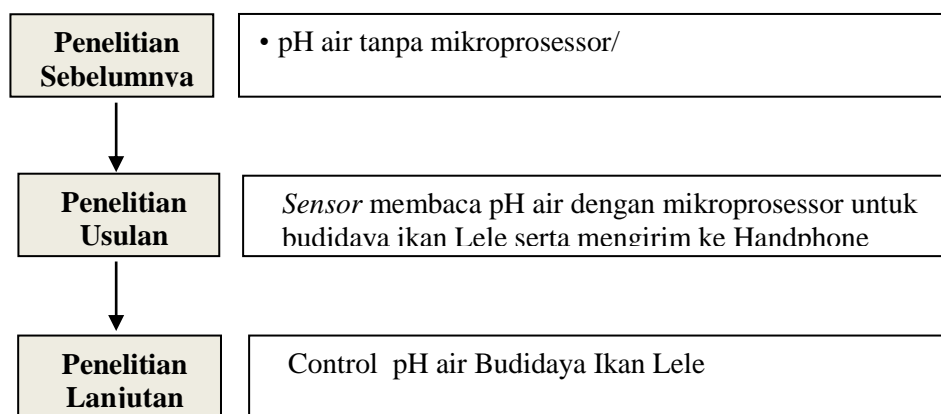 Penelitian
Sebelumnya
• pH air tanpa mikroprosessor/
Penelitian
Usulan
Sensor membaca pH air dengan mikroprosessor untuk
budidaya ikan Lele serta mengirim ke Handphone
Penelitian
Lanjutan
Control pH air Budidaya Ikan Lele